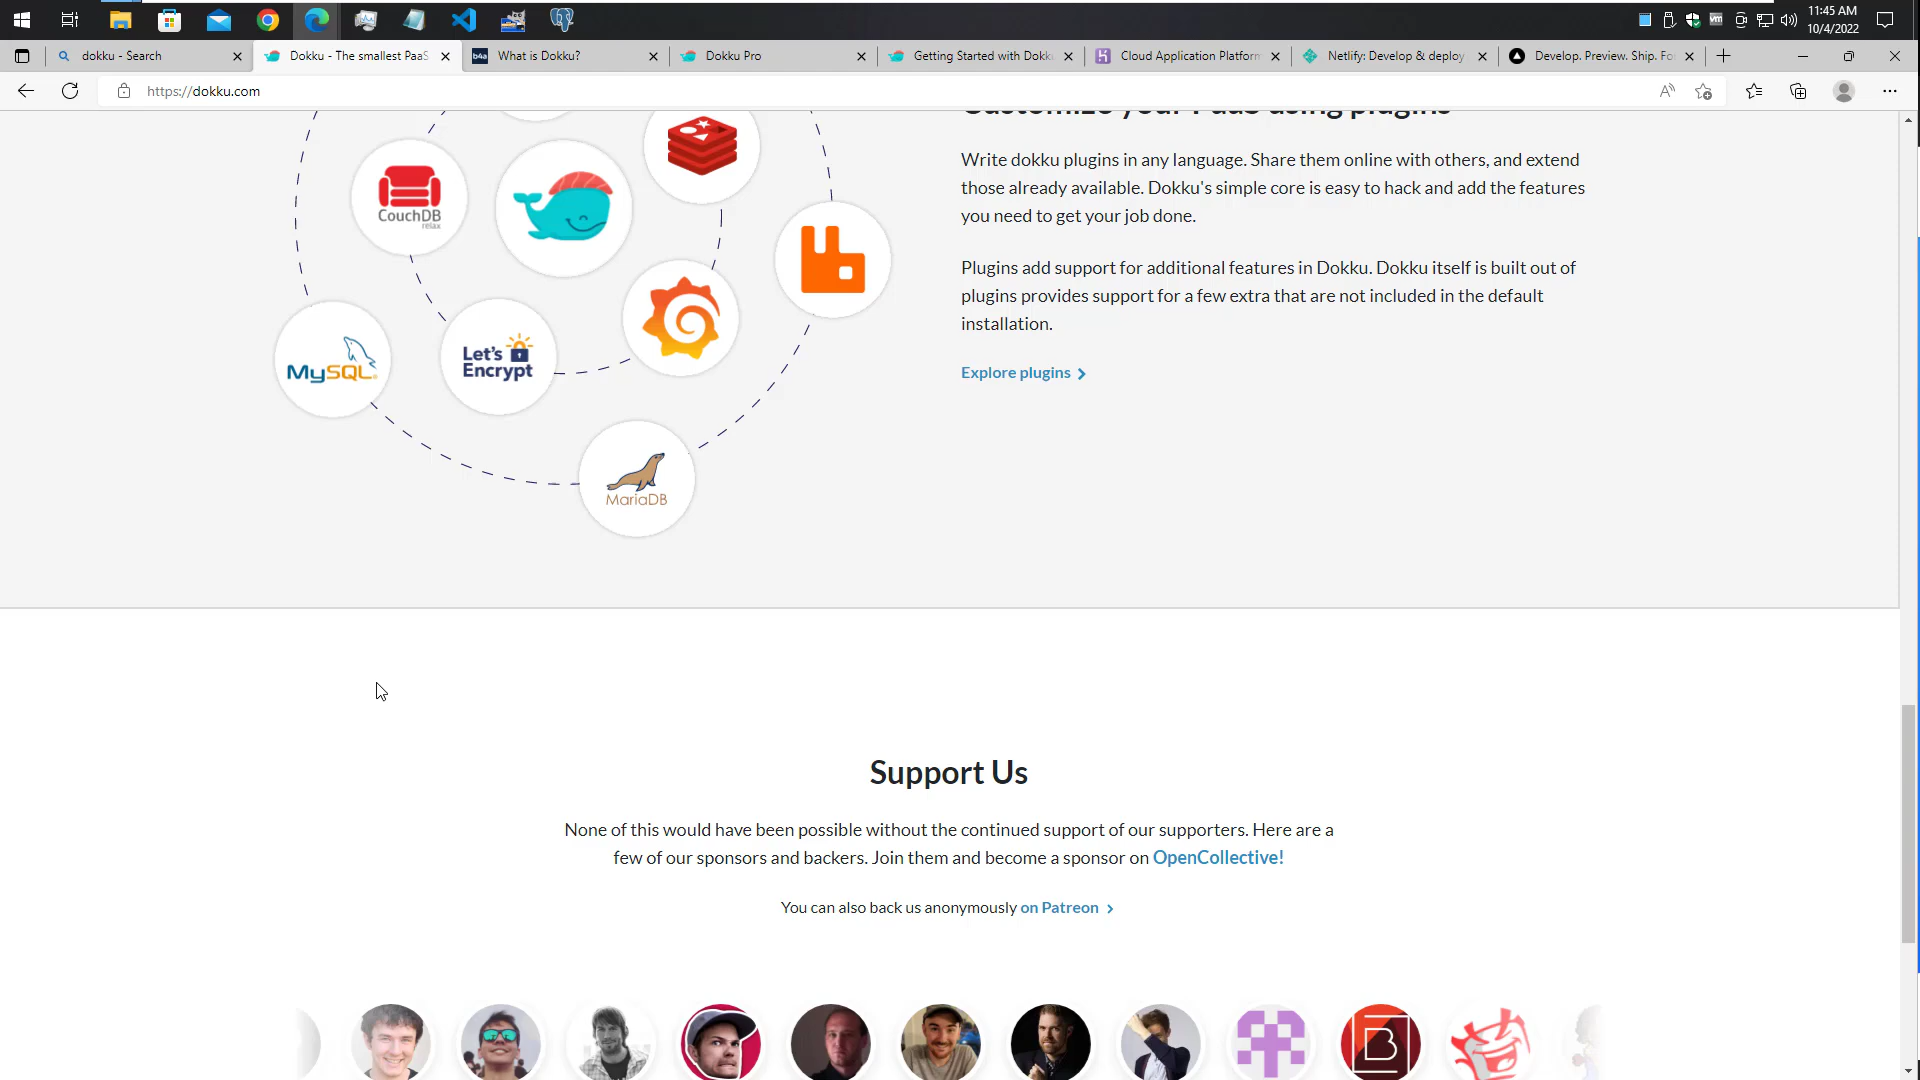 11:45 AM
10/4/2022
dokku - Search
Dokku - The smallest PaaS
b4a
What is Dokku?
Dokku Pro
Getting Started with Dokku
Cloud Application Platform
Netlify: Develop & deploy
Develop. Preview. Ship. For
https://dokku.com
Customize your PaaS using plugins
Write dokku plugins in any language. Share them online with others, and extend
those already available. Dokku's simple core is easy to hack and add the features
you need to get your job done.
Plugins add support for additional features in Dokku. Dokku itself is built out of
plugins provides support for a few extra that are not included in the default
installation.
Explore plugins
CouchDB
relax
MySQL
Let's
Encrypt
MariaDB
Support Us
None of this would have been possible without the continued support of our supporters. Here are a
few of our sponsors and backers. Join them and become a sponsor on OpenCollective!
You can also back us anonymously on Patreon
B